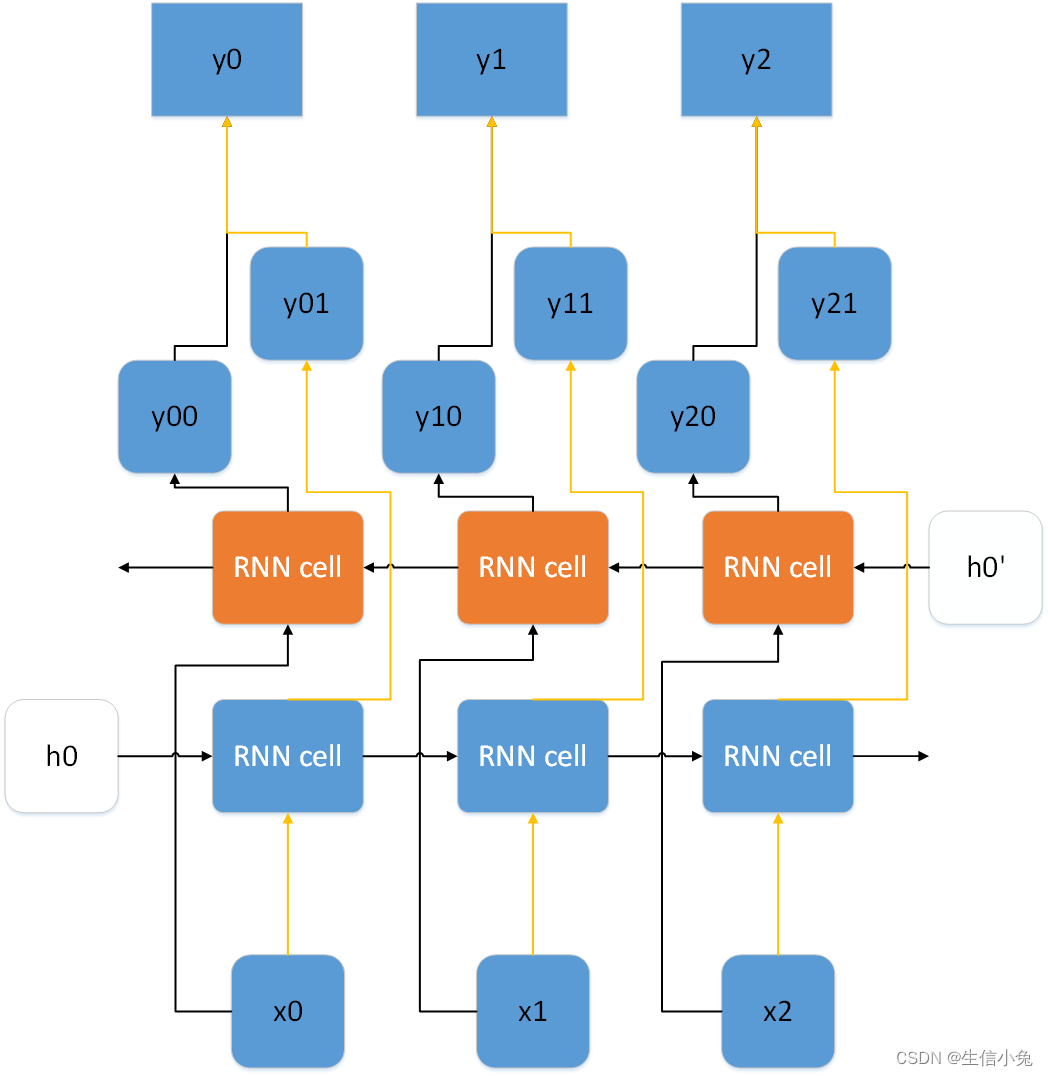 y0
y1
y2
y01
y11
y21
y00
y10
y20
RNN cell
RNN cell
RNN cell
h0'
h0
RNN cell
RNN cell
RNN cell
x0
x1
x2
CSDN @生信小兔